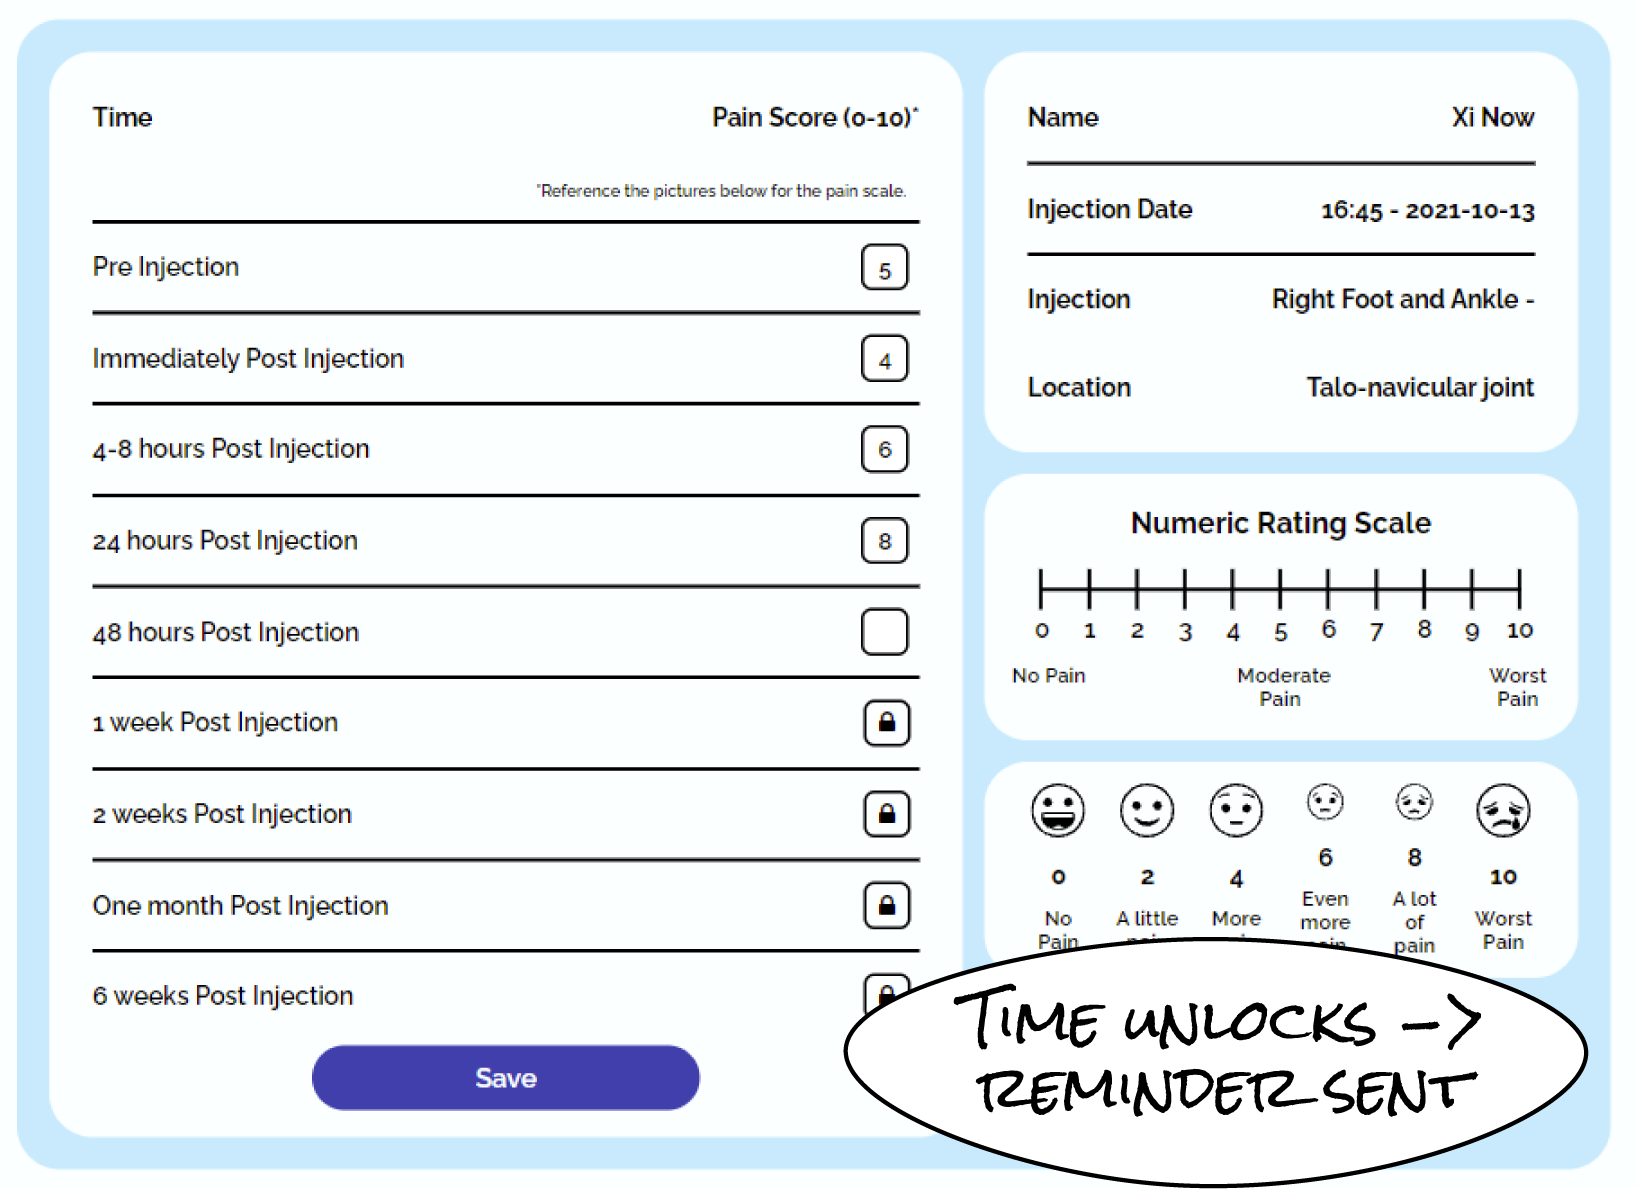 Time Pain Score (0-10)*
*Reference the pictures below for the pain scale.
Pre Injection 5
Immediately Post Injection 4
4-8 hours Post Injection 6
24 hours Post Injection 8
48 hours Post Injection
1 week Post Injection
2 weeks Post Injection
One month Post Injection
6 weeks Post Injection
Save
Name Xi Now
Injection Date 16:45 - 2021-10-13
Injection Right Foot and Ankle -
Location Talo-navicular joint
Numeric Rating Scale
0 1 2 3 4 5 6 7 8 9 10
No Pain
Moderate
Pain
Worst
Pain
0
No
Pain
2
A little
4
More
6
Even
more
8
A lot
of
pain
10
Worst
Pain
TIME UNLOCKS ->
REMINDER SENT